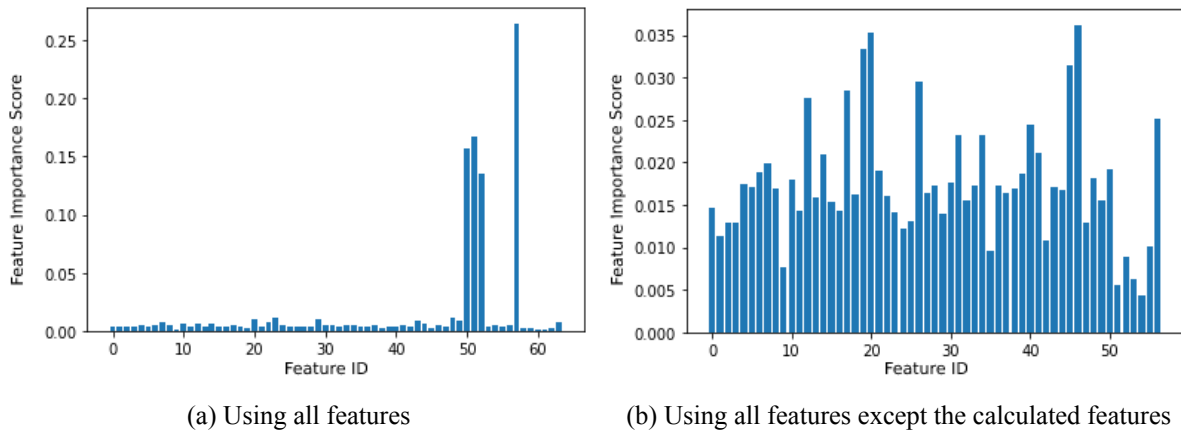 0.25
0.20
0.15
0.10
0.05
0.00
Feature Importance Score
0 10 20 30 40 50 60
Feature ID
(a) Using all features
0.035
0.030
0.025
0.020
0.015
0.010
0.005
0.000
Feature Importance Score
0 10 20 30 40 50
Feature ID
(b) Using all features except the calculated features